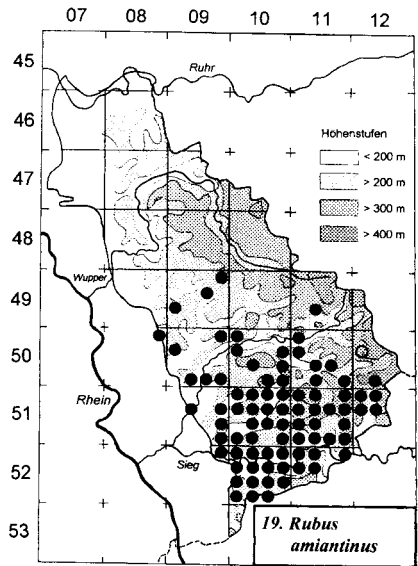 07 08 09 10 11 12
45
Ruhr
46
Höhenstufen
< 200 m
> 200 m
47
> 300 m
> 400 m
48
Wupper
49
50
Rhein
51
Sieg
52
53
19. Rubus
amiantinus